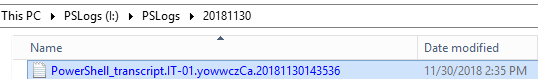 This PC › PSLogs (I:) › PSLogs › 20181130
Name Date modified
PowerShell_transcript.IT-01.yowwczCa.20181130143536 11/30/2018 2:35 PM